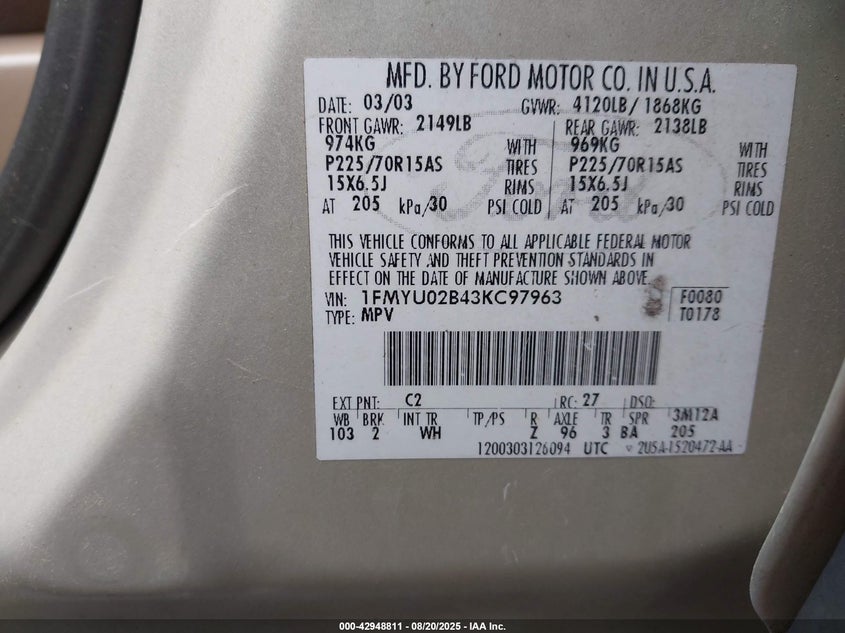 MFD. BY FORD MOTOR CO. IN U.S.A.
DATE: 03/03 GVWR: 4120LB/ 1868KG
FRONT GAWR: 2149LB REAR GAWR: 2138LB
974KG WITH 969KG WITH
P225/70R15AS TIRES P225/70R15AS TIRES
15X6.5J RIMS 15X6.5J RIMS
AT 205 kPa/30 PSI COLD AT 205 kPa/30 PSI COLD
Ford
THIS VEHICLE CONFORMS TO ALL APPLICABLE FEDERAL MOTOR
VEHICLE SAFETY AND THEFT PREVENTION STANDARDS IN
EFFECT ON THE DATE OF MANUFACTURE SHOWN ABOVE.
VIN: 1FMYU02B43KC97963 F0080
TYPE: MPV T0178
EXT PNT: C2 RC: 27 DSO:
WB BRK INT TR TP/PS R AXLE TR SPR 3M12A
103 2 WH Z 96 3 BA 205
1200303126094 UTC 2U5A-1520472-AA
000-42948811 - 08/20/2025 - IAA Inc.